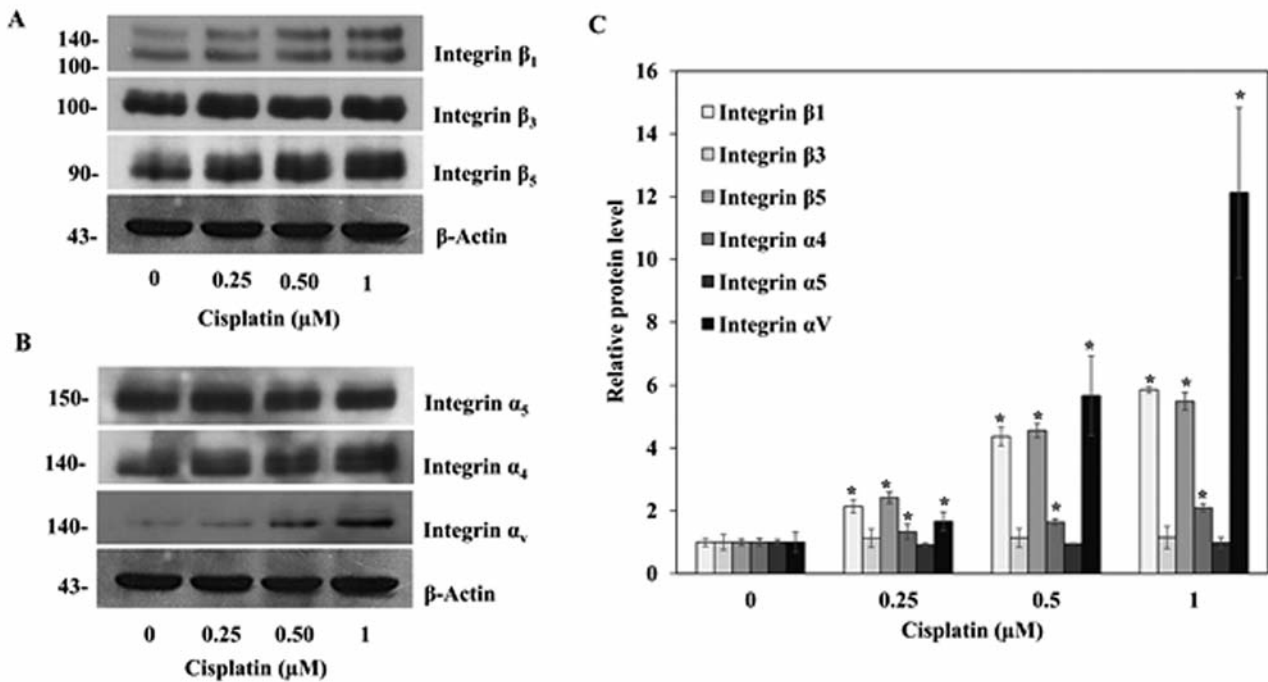 A
140-
100-
Integrin β₁
100-
Integrin β₃
90-
Integrin β₅
43-
β-Actin
0 0.25 0.50 1
Cisplatin (μM)
B
150-
Integrin α₅
140-
Integrin α₄
140-
Integrin αᵥ
43-
β-Actin
0 0.25 0.50 1
Cisplatin (μM)
C
Relative protein level
16
14
12
10
8
6
4
2
0
Integrin β1
Integrin β3
Integrin β5
Integrin α4
Integrin α5
Integrin αV
* * * *
* * * *
* * * *
0 0.25 0.5 1
Cisplatin (μM)